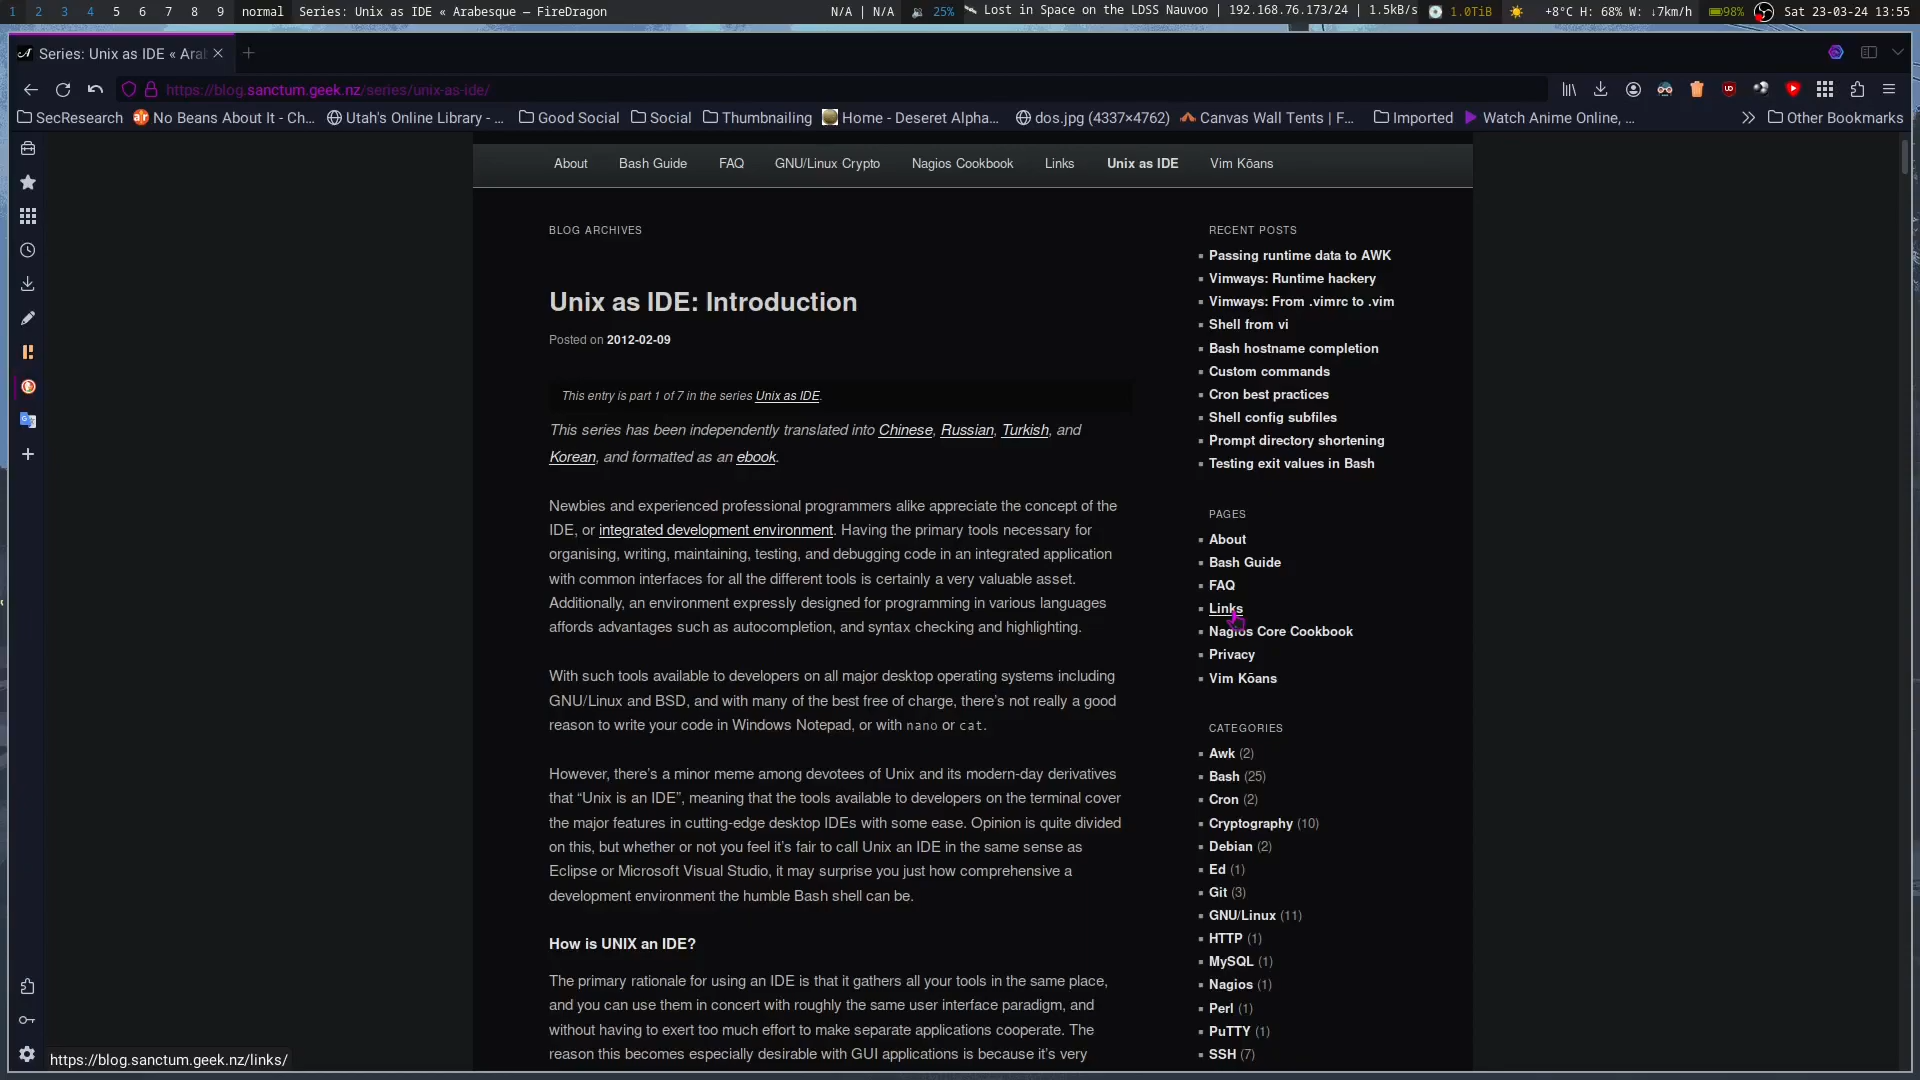 1 2 3 4 5 6 7 8 9 normal Series: Unix as IDE « Arabesque — FireDragon N/A | N/A 25% Lost in Space on the LDSS Nauvoo | 192.168.76.173/24 | 1.5kB/s 1.0TiB +8°C H: 68% W: ↓7km/h 98% Sat 23-03-24 13:55
Series: Unix as IDE « Ara
https://blog.sanctum.geek.nz/series/unix-as-ide/
SecResearch No Beans About It - Ch... Utah's Online Library - ... Good Social Social Thumbnailing Home - Deseret Alpha... dos.jpg (4337×4762) Canvas Wall Tents | F... Imported Watch Anime Online, ... Other Bookmarks
About Bash Guide FAQ GNU/Linux Crypto Nagios Cookbook Links Unix as IDE Vim Kōans
BLOG ARCHIVES
Unix as IDE: Introduction
Posted on 2012-02-09
This entry is part 1 of 7 in the series Unix as IDE.
This series has been independently translated into Chinese, Russian, Turkish, and
Korean, and formatted as an ebook.
Newbies and experienced professional programmers alike appreciate the concept of the
IDE, or integrated development environment. Having the primary tools necessary for
organising, writing, maintaining, testing, and debugging code in an integrated application
with common interfaces for all the different tools is certainly a very valuable asset.
Additionally, an environment expressly designed for programming in various languages
affords advantages such as autocompletion, and syntax checking and highlighting.
With such tools available to developers on all major desktop operating systems including
GNU/Linux and BSD, and with many of the best free of charge, there's not really a good
reason to write your code in Windows Notepad, or with nano or cat.
However, there's a minor meme among devotees of Unix and its modern-day derivatives
that “Unix is an IDE”, meaning that the tools available to developers on the terminal cover
the major features in cutting-edge desktop IDEs with some ease. Opinion is quite divided
on this, but whether or not you feel it's fair to call Unix an IDE in the same sense as
Eclipse or Microsoft Visual Studio, it may surprise you just how comprehensive a
development environment the humble Bash shell can be.
How is UNIX an IDE?
The primary rationale for using an IDE is that it gathers all your tools in the same place,
and you can use them in concert with roughly the same user interface paradigm, and
without having to exert too much effort to make separate applications cooperate. The
reason this becomes especially desirable with GUI applications is because it's very
RECENT POSTS
Passing runtime data to AWK
Vimways: Runtime hackery
Vimways: From .vimrc to .vim
Shell from vi
Bash hostname completion
Custom commands
Cron best practices
Shell config subfiles
Prompt directory shortening
Testing exit values in Bash
PAGES
About
Bash Guide
FAQ
Links
Nagios Core Cookbook
Privacy
Vim Kōans
CATEGORIES
Awk (2)
Bash (25)
Cron (2)
Cryptography (10)
Debian (2)
Ed (1)
Git (3)
GNU/Linux (11)
HTTP (1)
MySQL (1)
Nagios (1)
Perl (1)
PuTTY (1)
SSH (7)
https://blog.sanctum.geek.nz/links/